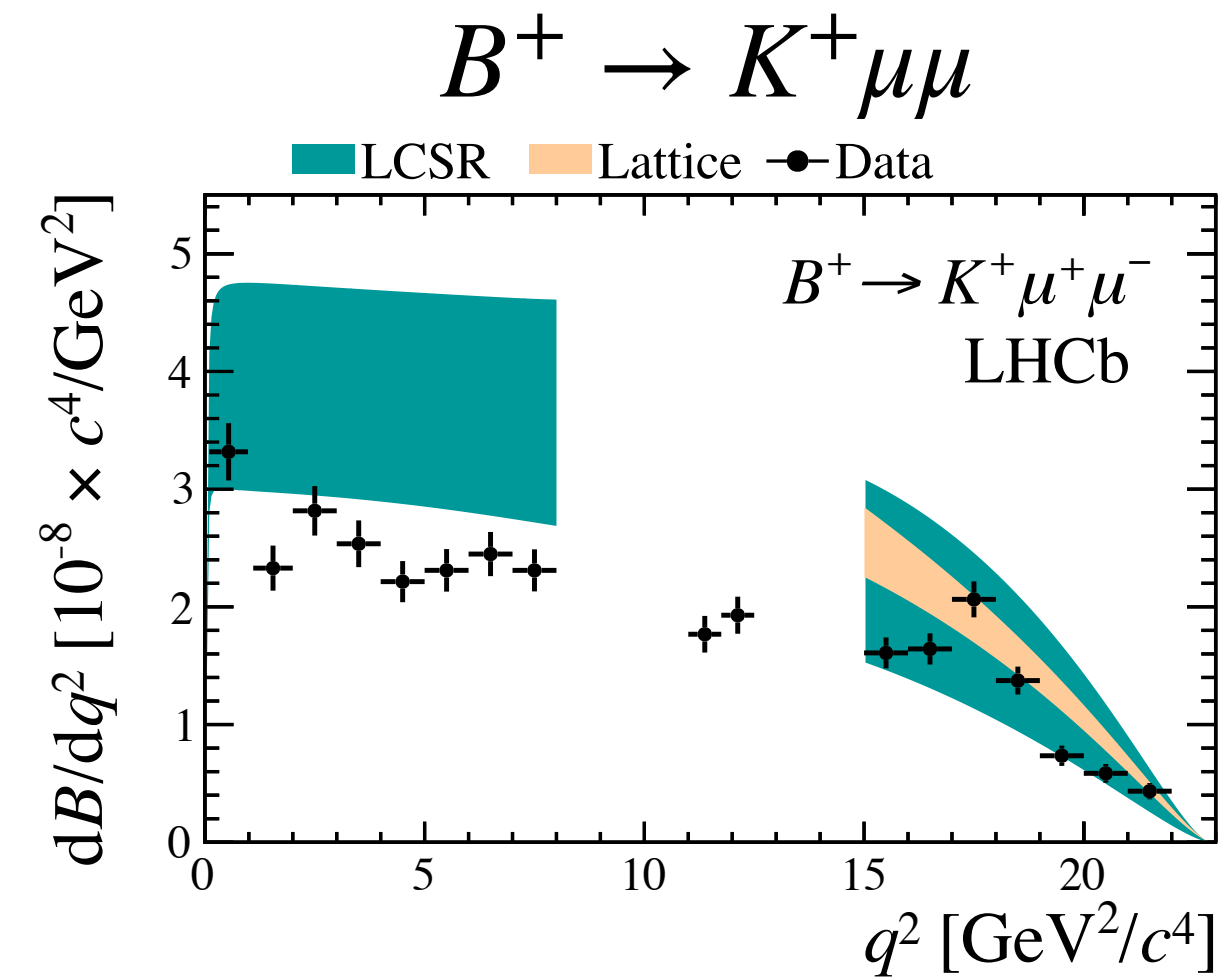 B⁺ → K⁺μμ
LCSR Lattice Data
dB/dq² [10⁻⁸ × c⁴/GeV²]
5
4
3
2
1
0
B⁺ → K⁺μ⁺μ⁻
LHCb
0 5 10 15 20
q² [GeV²/c⁴]